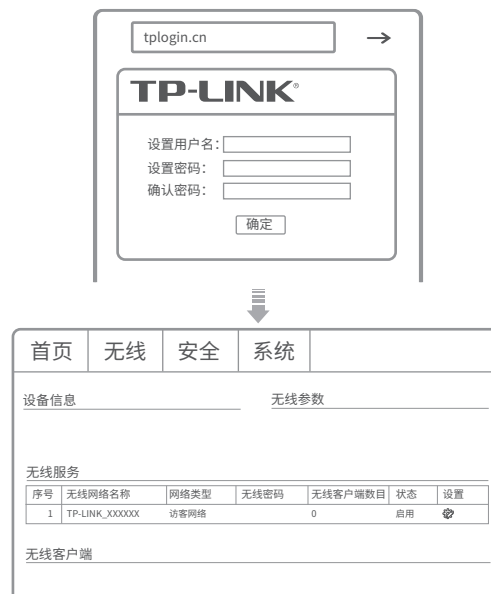 tplogin.cn
TP-LINK®
设置用户名：
设置密码：
确认密码：
确定
首页 无线 安全 系统
设备信息 无线参数
无线服务
序号 无线网络名称 网络类型 无线密码 无线客户端数目 状态 设置
1 TP-LINK_XXXXXX 访客网络 0 启用
无线客户端